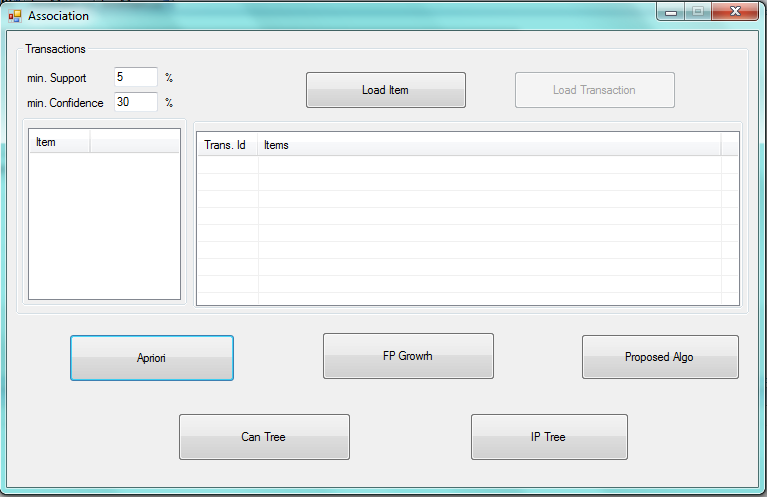 Association
Transactions
min. Support 5 %
min. Confidence 30 %
Load Item
Load Transaction
Item
Trans. Id Items
Apriori
FP Growrh
Proposed Algo
Can Tree
IP Tree